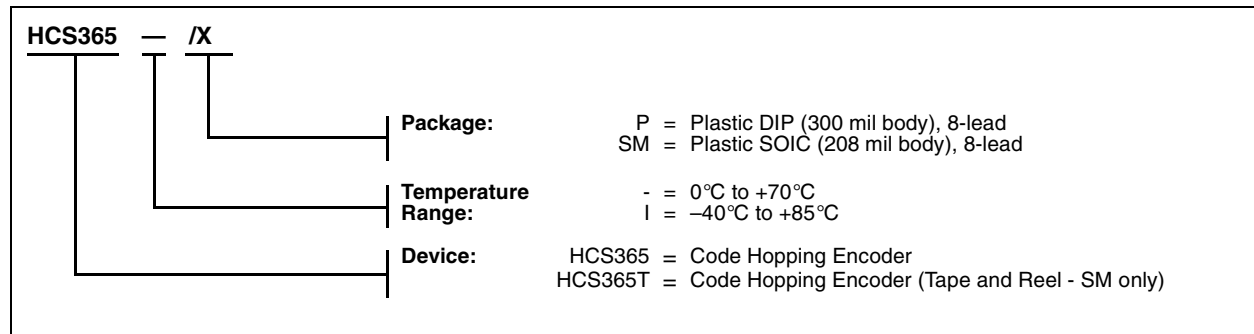 HCS365 — /X
Package: P = Plastic DIP (300 mil body), 8-lead
SM = Plastic SOIC (208 mil body), 8-lead
Temperature - = 0°C to +70°C
Range: I = –40°C to +85°C
Device: HCS365 = Code Hopping Encoder
HCS365T = Code Hopping Encoder (Tape and Reel - SM only)